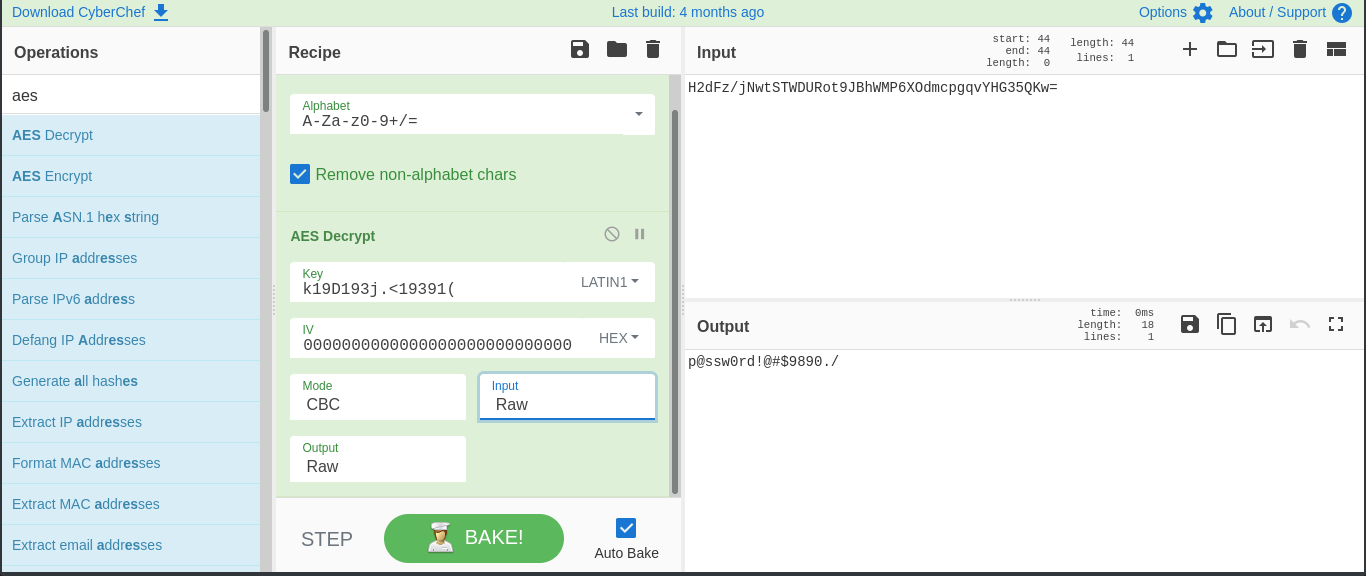 Download CyberChef
Last build: 4 months ago
Options
About / Support
Operations
aes
AES Decrypt
AES Encrypt
Parse ASN.1 hex string
Group IP addresses
Parse IPv6 address
Defang IP Addresses
Generate all hashes
Extract IP addresses
Format MAC addresses
Extract MAC addresses
Extract email addresses
Recipe
Alphabet
A-Za-z0-9+/=
Remove non-alphabet chars
AES Decrypt
Key
k19D193j.<19391(
LATIN1
IV
00000000000000000000000000000
HEX
Mode
CBC
Input
Raw
Output
Raw
STEP
BAKE!
Auto Bake
Input
start: 44
end: 44
length: 0
length: 44
lines: 1
H2dFz/jNwtSTWDURot9JBhWMP6XOdmcpgqvYHG35QKw=
Output
time: 0ms
length: 18
lines: 1
p@ssw0rd!@#$9890./